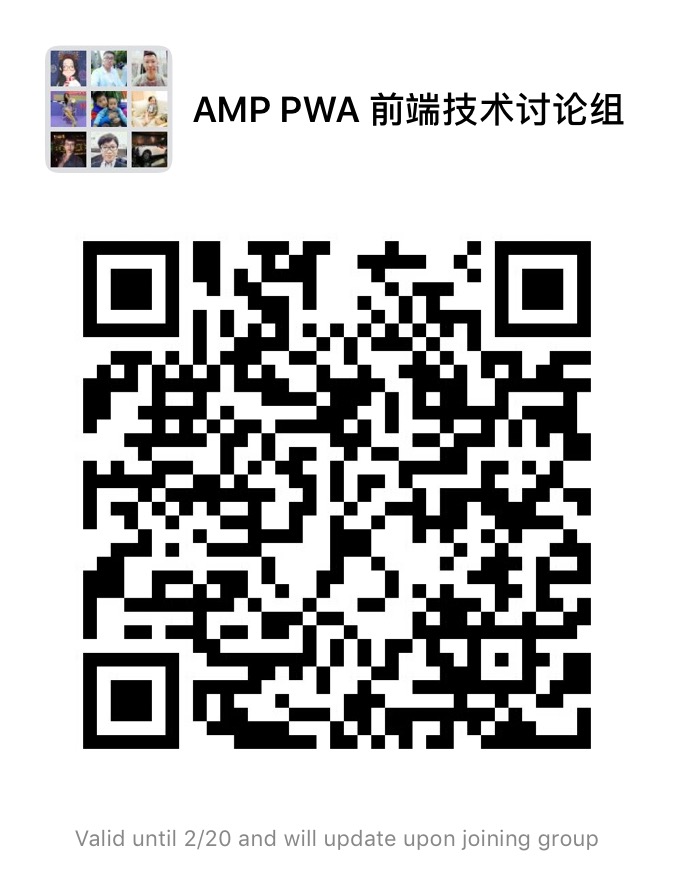 AMP PWA 前端技术讨论组
Valid until 2/20 and will update upon joining group